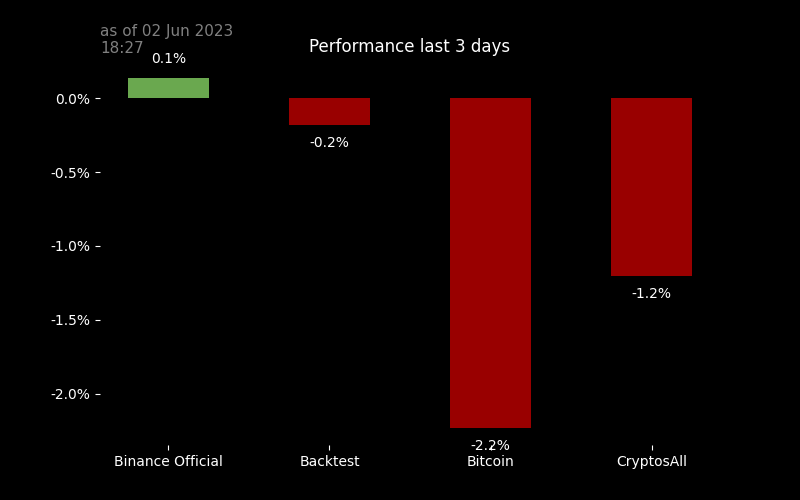 as of 02 Jun 2023
18:27
Performance last 3 days
0.1%
0.0%
-0.2%
-0.5%
-1.0%
-1.2%
-1.5%
-2.0%
-2.2%
Binance Official
Backtest
Bitcoin
CryptosAll